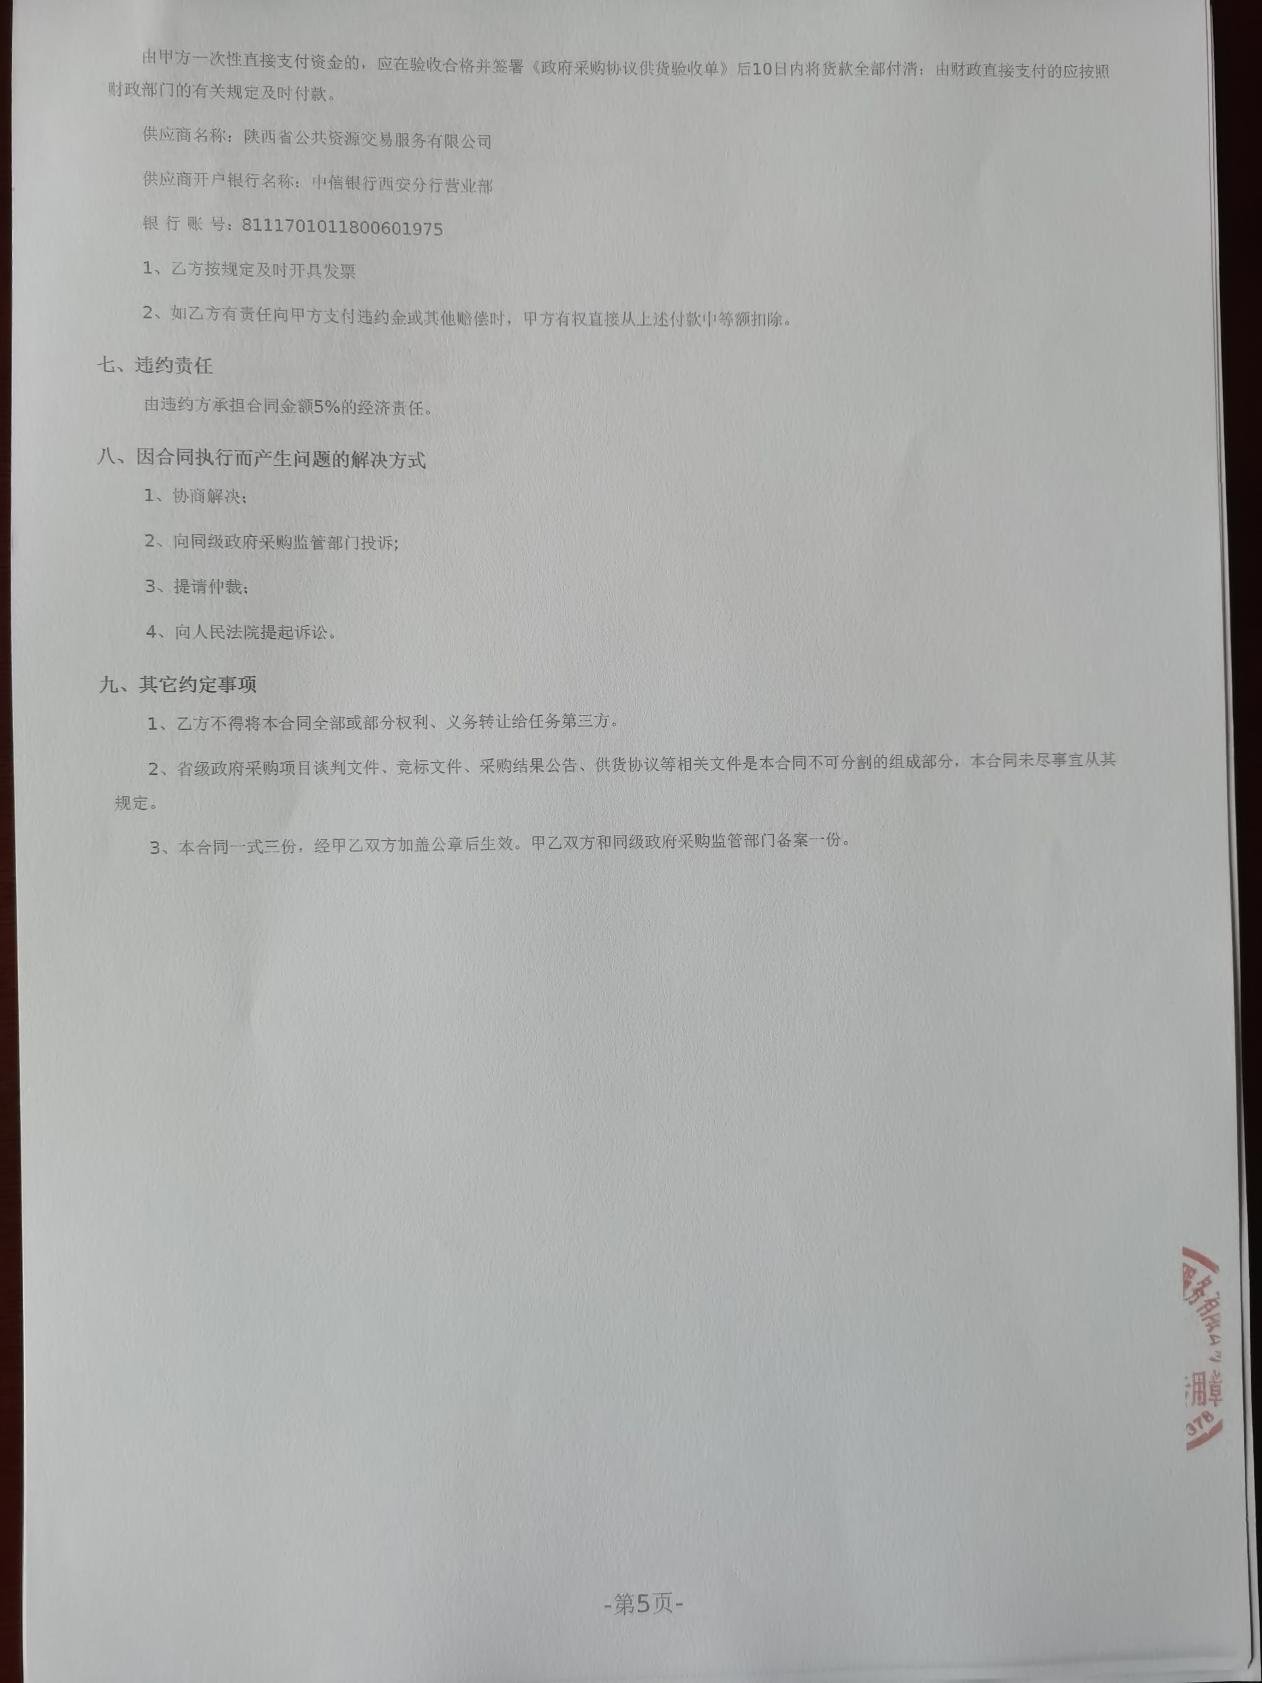 由甲方一次性直接支付资金的，应在验收合格并签署《政府采购协议供货验收单》后10日内将货款全部付清；由财政直接支付的应按照
财政部门的有关规定及时付款。
供应商名称：陕西省公共资源交易服务有限公司
供应商开户银行名称：中信银行西安分行营业部
银 行 账 号：8111701011800601975
1、乙方按规定及时开具发票
2、如乙方有责任向甲方支付违约金或其他赔偿时，甲方有权直接从上述付款中等额扣除。
七、违约责任
由违约方承担合同金额5%的经济责任。
八、因合同执行而产生问题的解决方式
1、协商解决；
2、向同级政府采购监管部门投诉；
3、提请仲裁；
4、向人民法院提起诉讼。
九、其它约定事项
1、乙方不得将本合同全部或部分权利、义务转让给任务第三方。
2、省级政府采购项目谈判文件、竞标文件、采购结果公告、供货协议等相关文件是本合同不可分割的组成部分，本合同未尽事宜从其
规定。
3、本合同一式三份，经甲乙双方加盖公章后生效。甲乙双方和同级政府采购监管部门备案一份。
务有限
用章
378
-第5页-